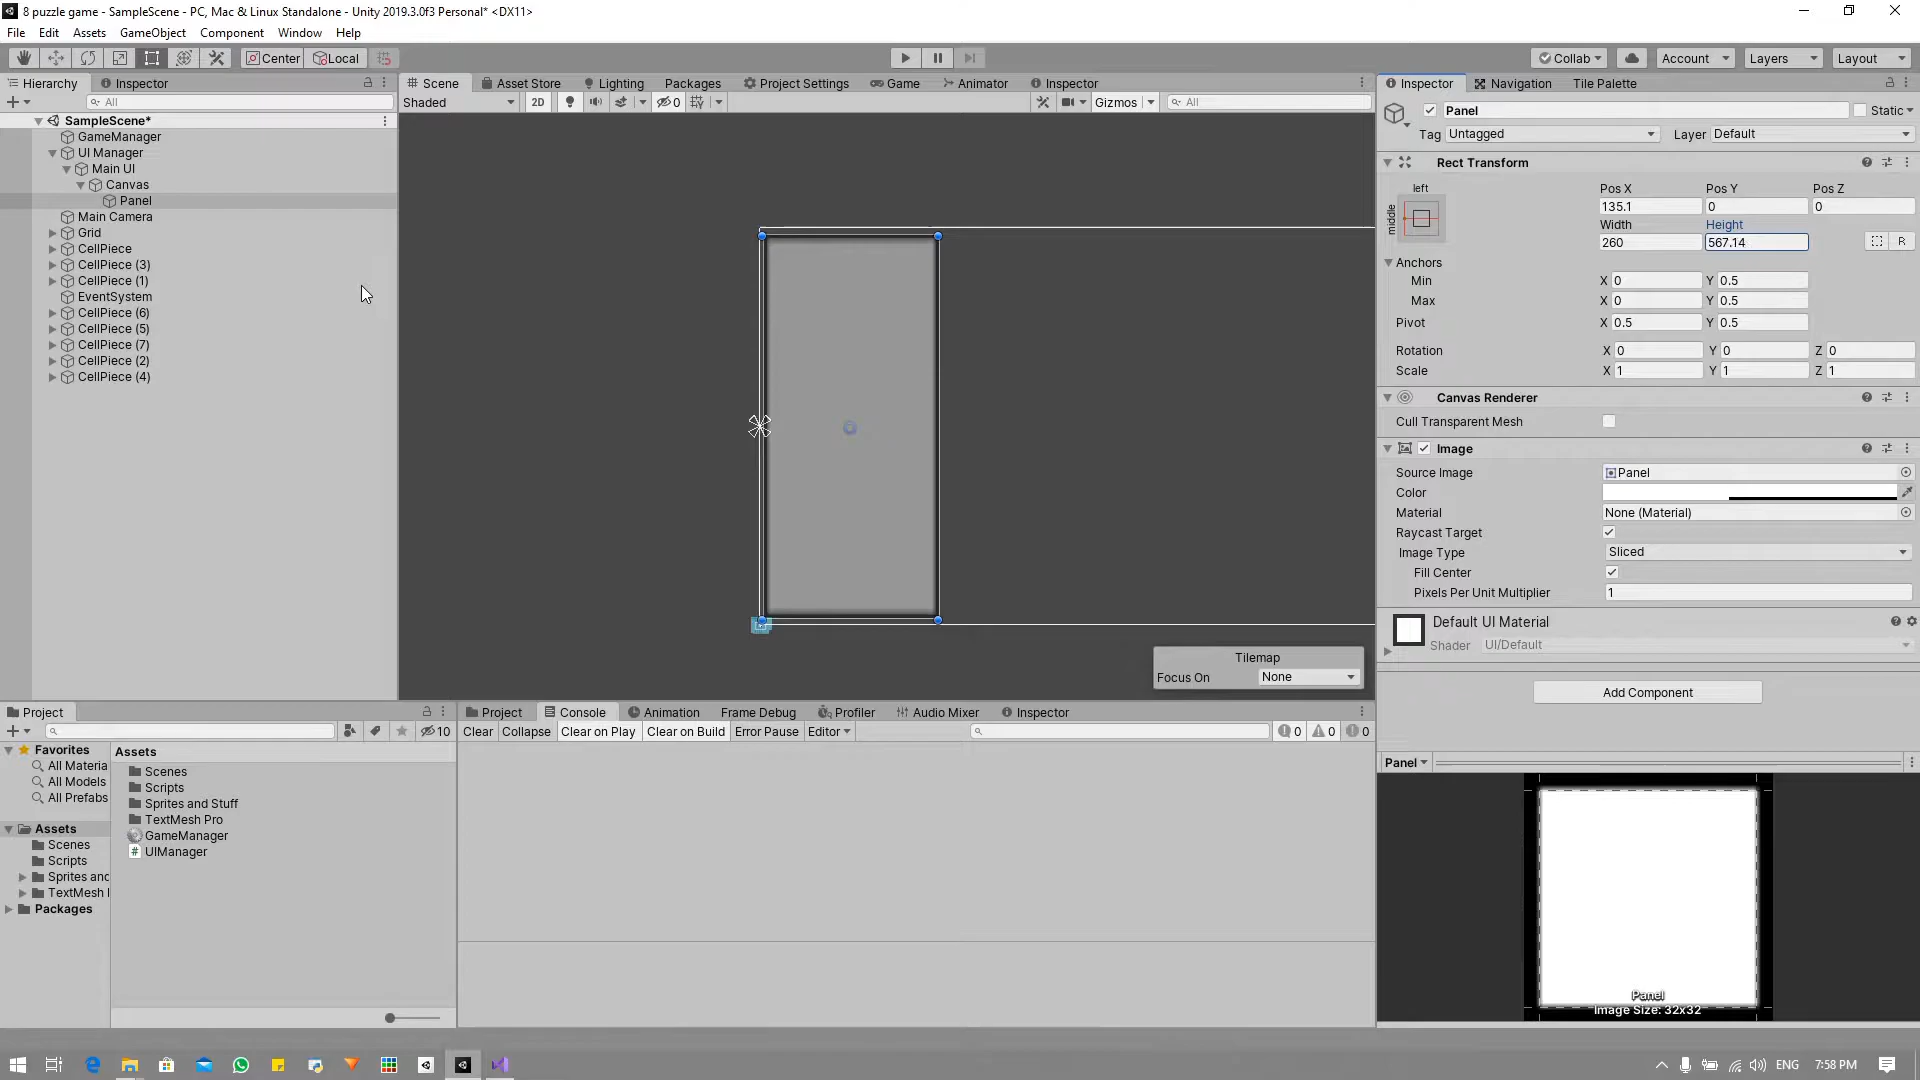 8 puzzle game - SampleScene - PC, Mac & Linux Standalone - Unity 2019.3.0f3 Personal* <DX11>
File Edit Assets GameObject Component Window Help
Center Local Collab Account Layers Layout
Hierarchy Inspector
All
SampleScene*
GameManager
UI Manager
Main UI
Canvas
Panel
Main Camera
Grid
CellPiece
CellPiece (3)
CellPiece (1)
EventSystem
CellPiece (6)
CellPiece (5)
CellPiece (7)
CellPiece (2)
CellPiece (4)
Scene Asset Store Lighting Packages Project Settings Game Animator Inspector
Shaded 2D 0 Gizmos All
Tilemap
Focus On None
Inspector Navigation Tile Palette
Panel Static
Tag Untagged Layer Default
Rect Transform
left
middle
Pos X Pos Y Pos Z
135.1 0 0
Width Height
260 567.14 R
Anchors
Min X 0 Y 0.5
Max X 0 Y 0.5
Pivot X 0.5 Y 0.5
Rotation X 0 Y 0 Z 0
Scale X 1 Y 1 Z 1
Canvas Renderer
Cull Transparent Mesh
Image
Source Image Panel
Color
Material None (Material)
Raycast Target
Image Type Sliced
Fill Center
Pixels Per Unit Multiplier 1
Default UI Material
Shader UI/Default
Add Component
Panel
Panel
Image Size: 32x32
Project
10
Favorites
All Materia
All Models
All Prefabs
Assets
Scenes
Scripts
Sprites and
TextMesh
Packages
Assets
Scenes
Scripts
Sprites and Stuff
TextMesh Pro
GameManager
UIManager
Project Console Animation Frame Debug Profiler Audio Mixer Inspector
Clear Collapse Clear on Play Clear on Build Error Pause Editor 0 0 0
ENG 7:58 PM